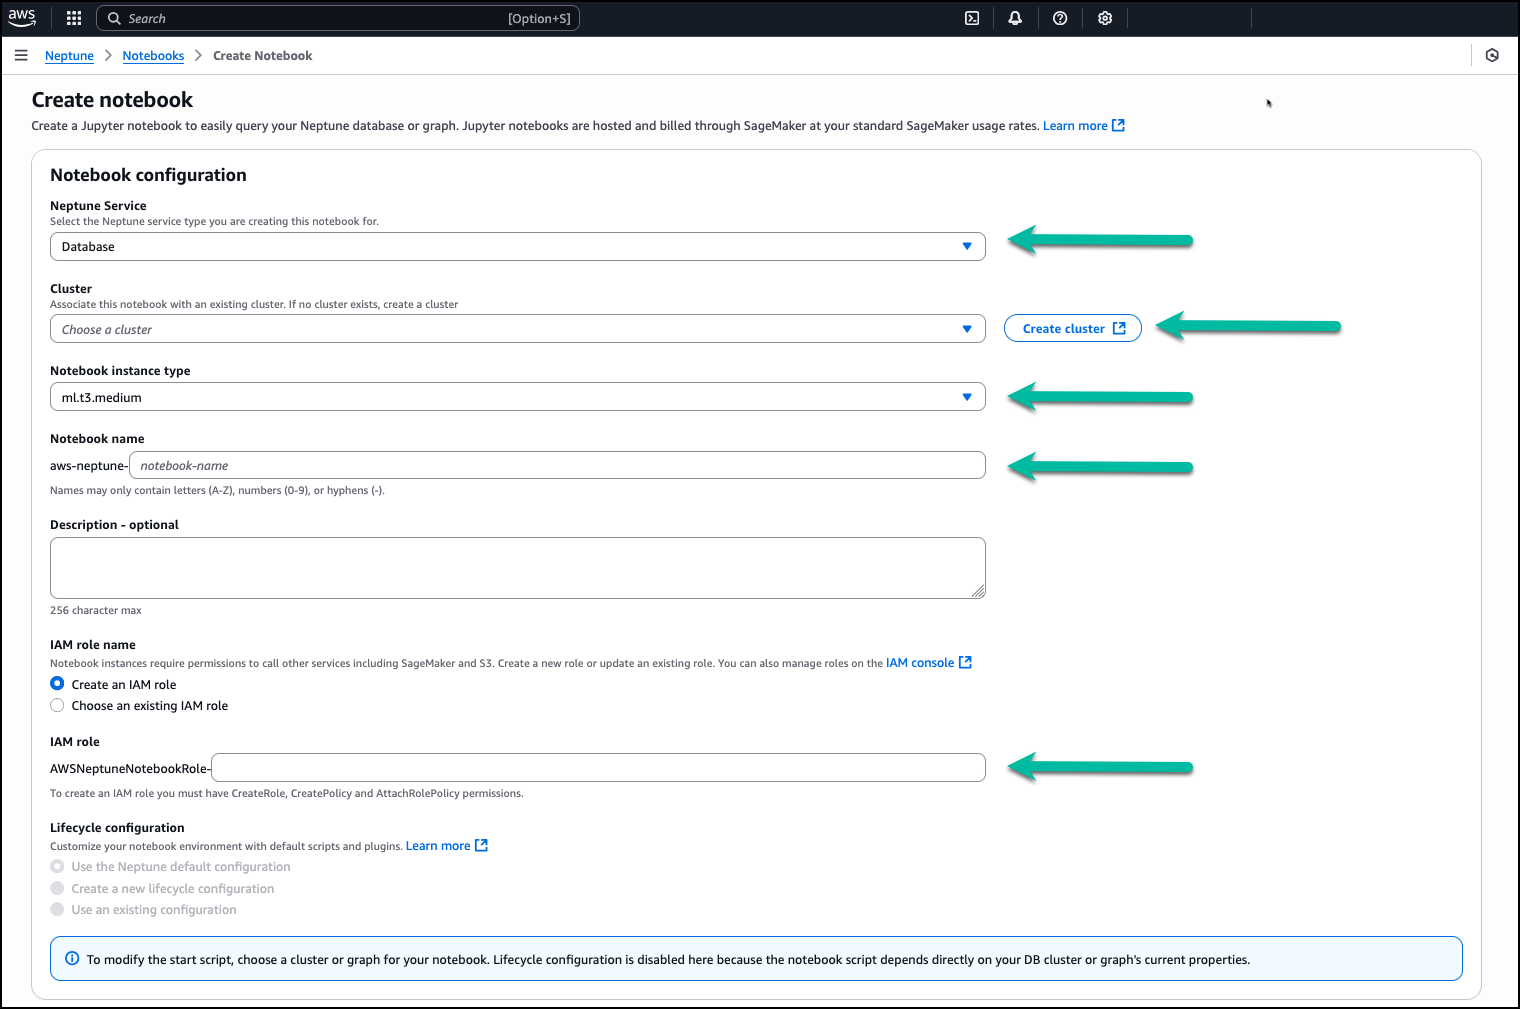 aws
Search [Option+S]
Neptune > Notebooks > Create Notebook
Create notebook
Create a Jupyter notebook to easily query your Neptune database or graph. Jupyter notebooks are hosted and billed through SageMaker at your standard SageMaker usage rates. Learn more
Notebook configuration
Neptune Service
Select the Neptune service type you are creating this notebook for.
Database
Cluster
Associate this notebook with an existing cluster. If no cluster exists, create a cluster
Choose a cluster
Create cluster
Notebook instance type
ml.t3.medium
Notebook name
aws-neptune- notebook-name
Names may only contain letters (A-Z), numbers (0-9), or hyphens (-).
Description - optional
256 character max
IAM role name
Notebook instances require permissions to call other services including SageMaker and S3. Create a new role or update an existing role. You can also manage roles on the IAM console
Create an IAM role
Choose an existing IAM role
IAM role
AWSNeptuneNotebookRole-
To create an IAM role you must have CreateRole, CreatePolicy and AttachRolePolicy permissions.
Lifecycle configuration
Customize your notebook environment with default scripts and plugins. Learn more
Use the Neptune default configuration
Create a new lifecycle configuration
Use an existing configuration
To modify the start script, choose a cluster or graph for your notebook. Lifecycle configuration is disabled here because the notebook script depends directly on your DB cluster or graph's current properties.